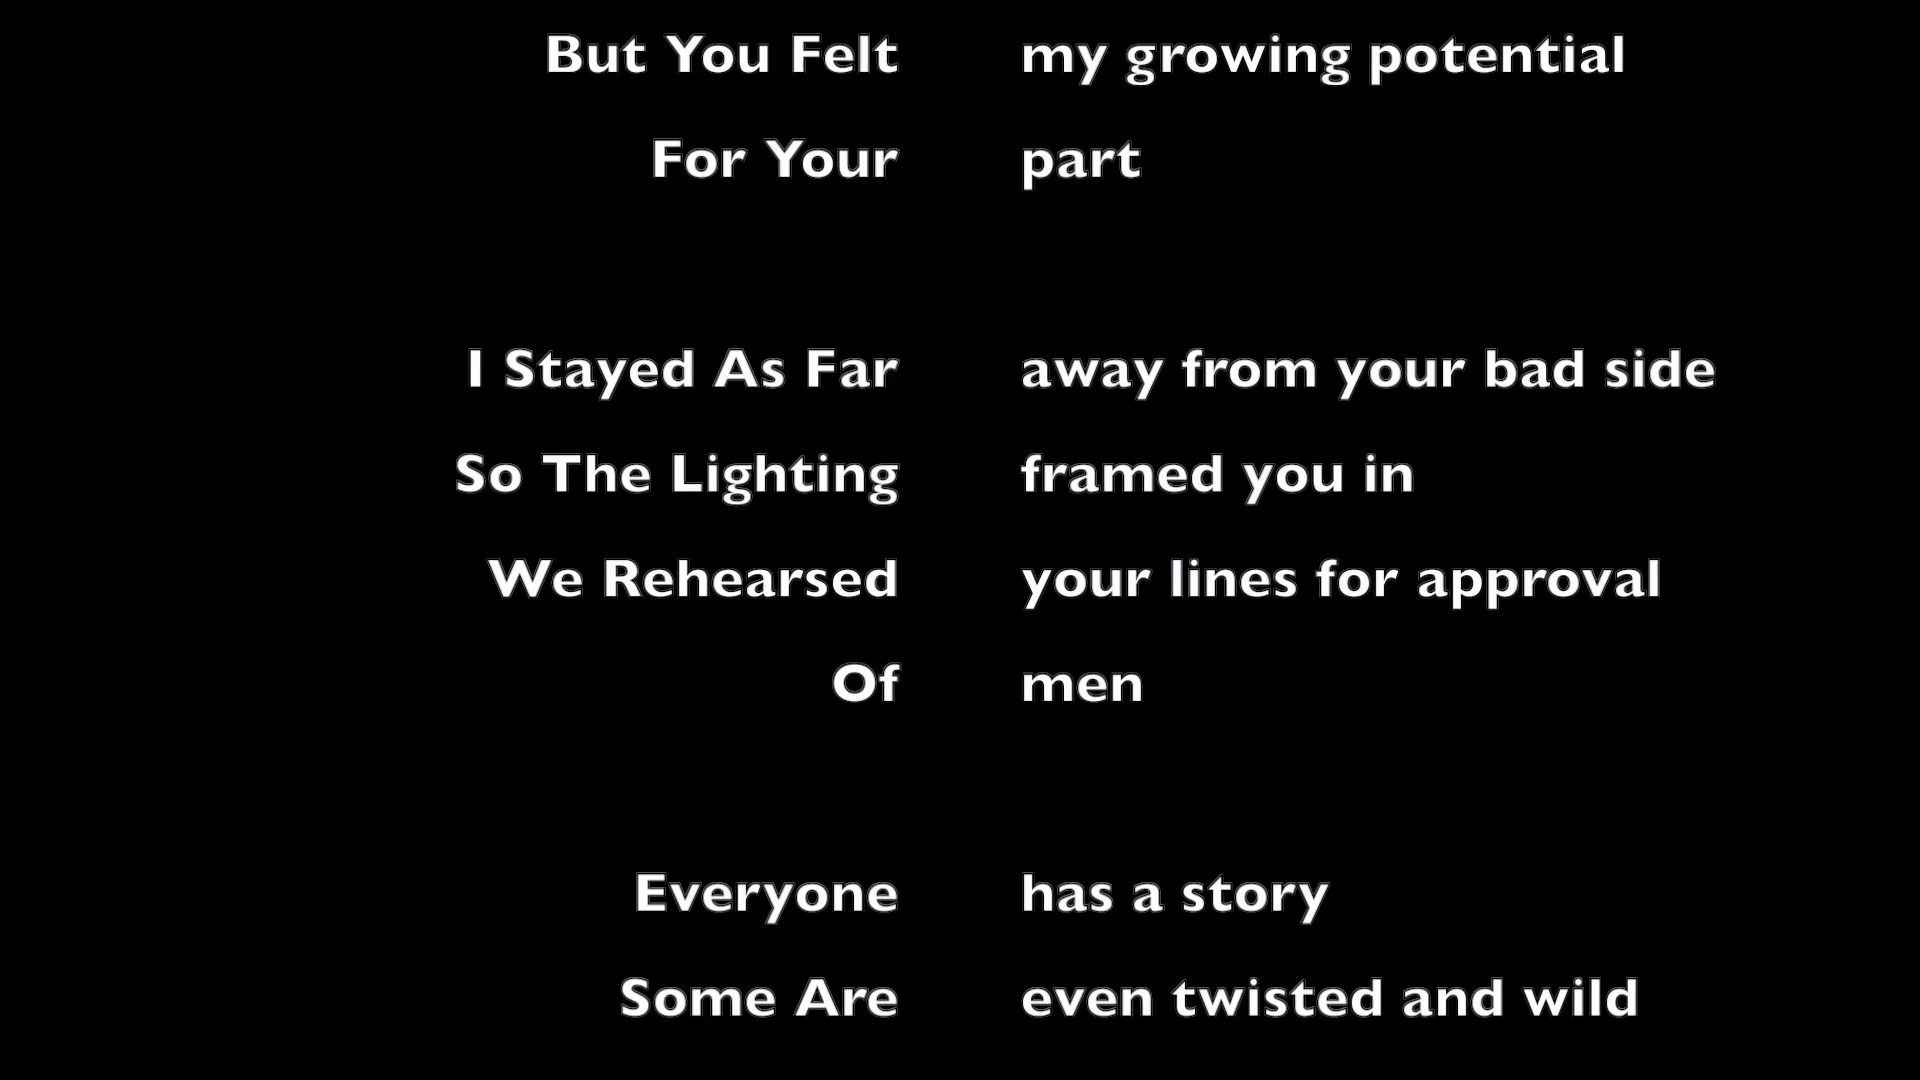 But You Felt my growing potential
For Your part
I Stayed As Far away from your bad side
So The Lighting framed you in
We Rehearsed your lines for approval
Of men
Everyone has a story
Some Are even twisted and wild